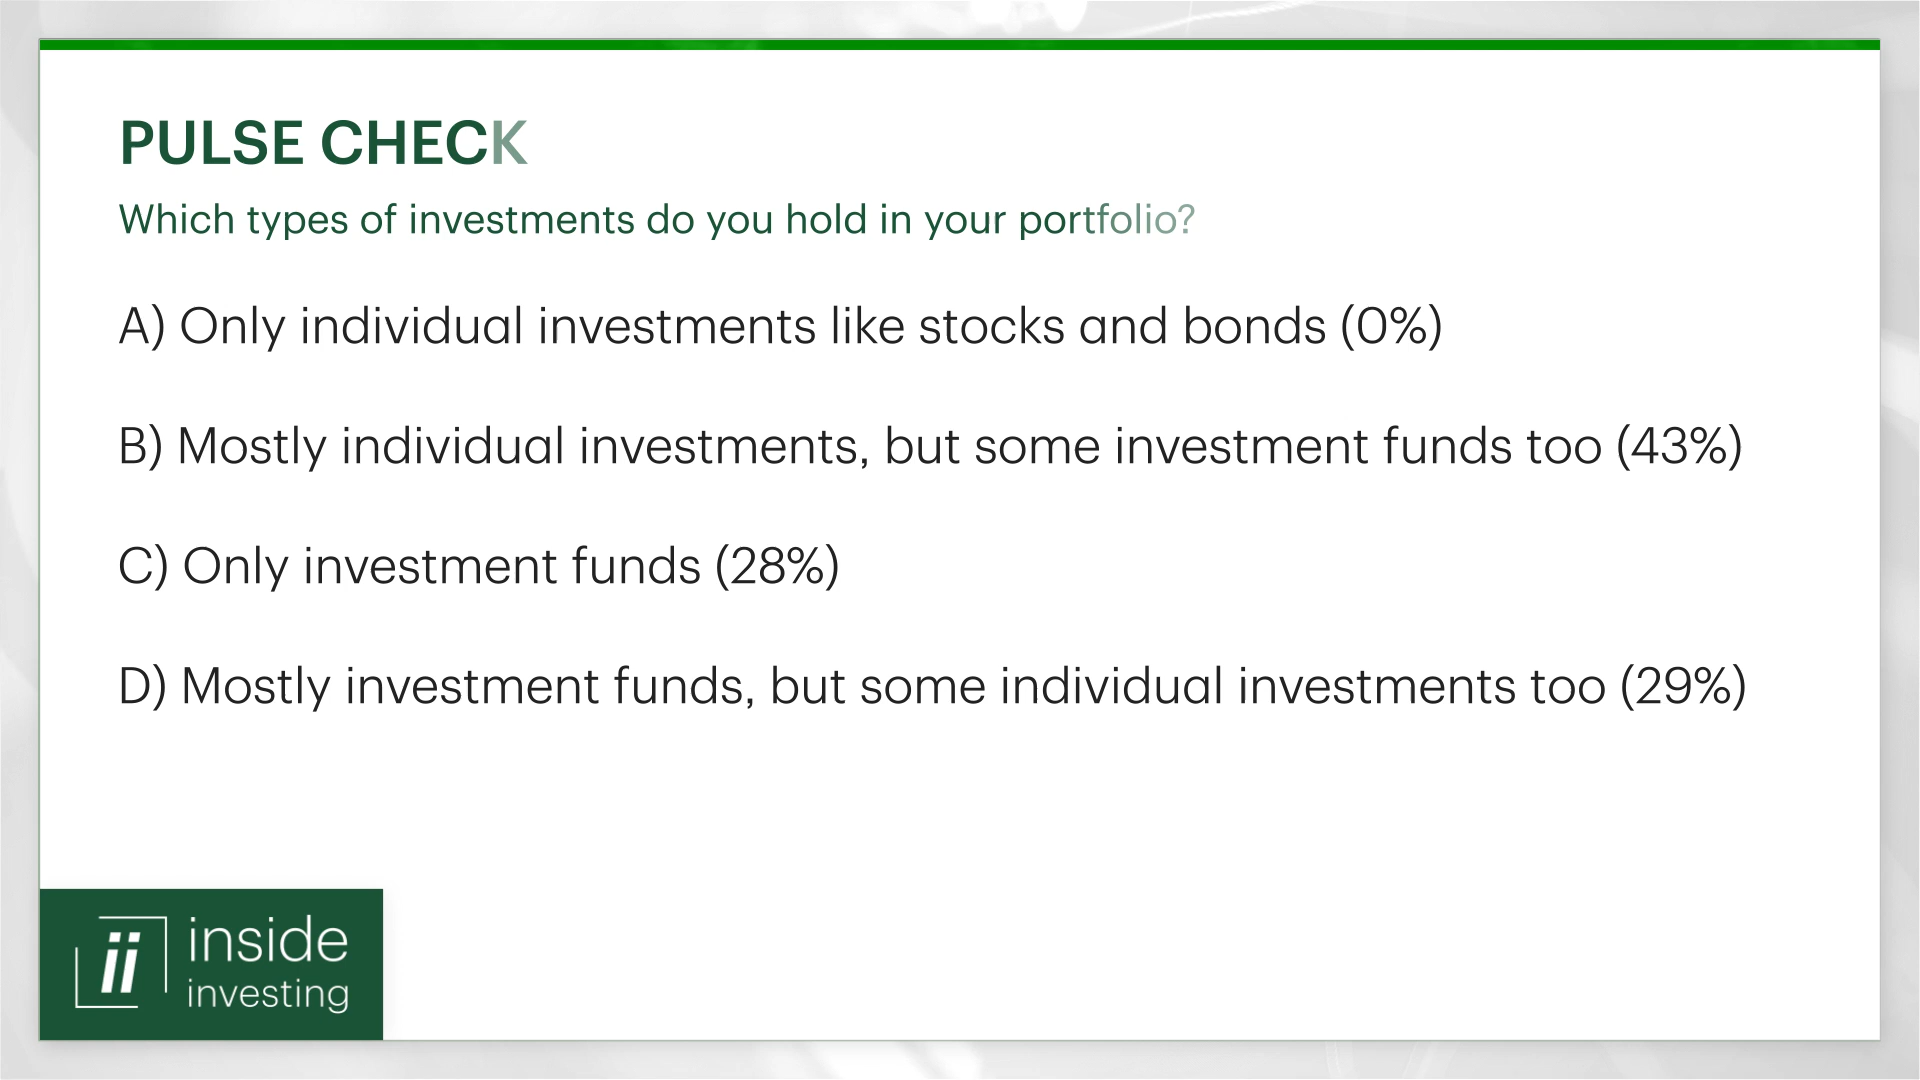 PULSE CHECK
Which types of investments do you hold in your portfolio?
A) Only individual investments like stocks and bonds (0%)
B) Mostly individual investments, but some investment funds too (43%)
C) Only investment funds (28%)
D) Mostly investment funds, but some individual investments too (29%)
ii
inside
investing